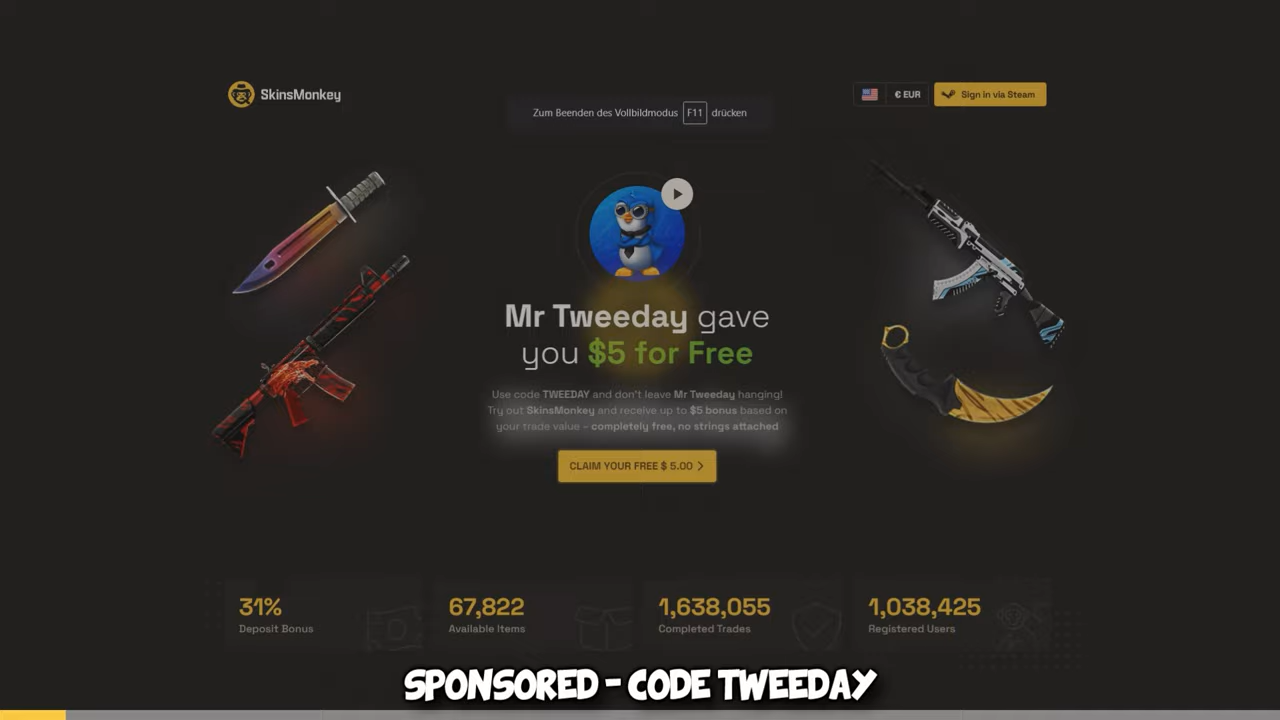 SkinsMonkey
€ EUR
Sign in via Steam
Zum Beenden des Vollbildmodus F11 drücken
Mr Tweeday gave
you $5 for Free
Use code TWEEDAY and don't leave Mr Tweeday hanging!
Try out SkinsMonkey and receive up to $5 bonus based on
your trade value – completely free, no strings attached
CLAIM YOUR FREE $ 5.00
31%
Deposit Bonus
67,822
Available Items
1,638,055
Completed Trades
1,038,425
Registered Users
SPONSORED - CODE TWEEDAY